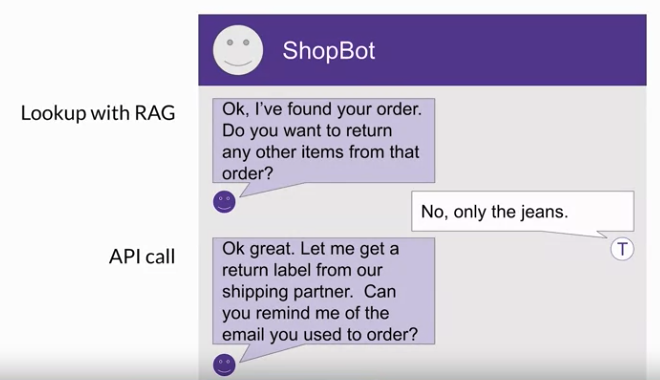 ShopBot
Lookup with RAG
Ok, I've found your order.
Do you want to return
any other items from that
order?
No, only the jeans.
T
API call
Ok great. Let me get a
return label from our
shipping partner.  Can
you remind me of the
email you used to order?